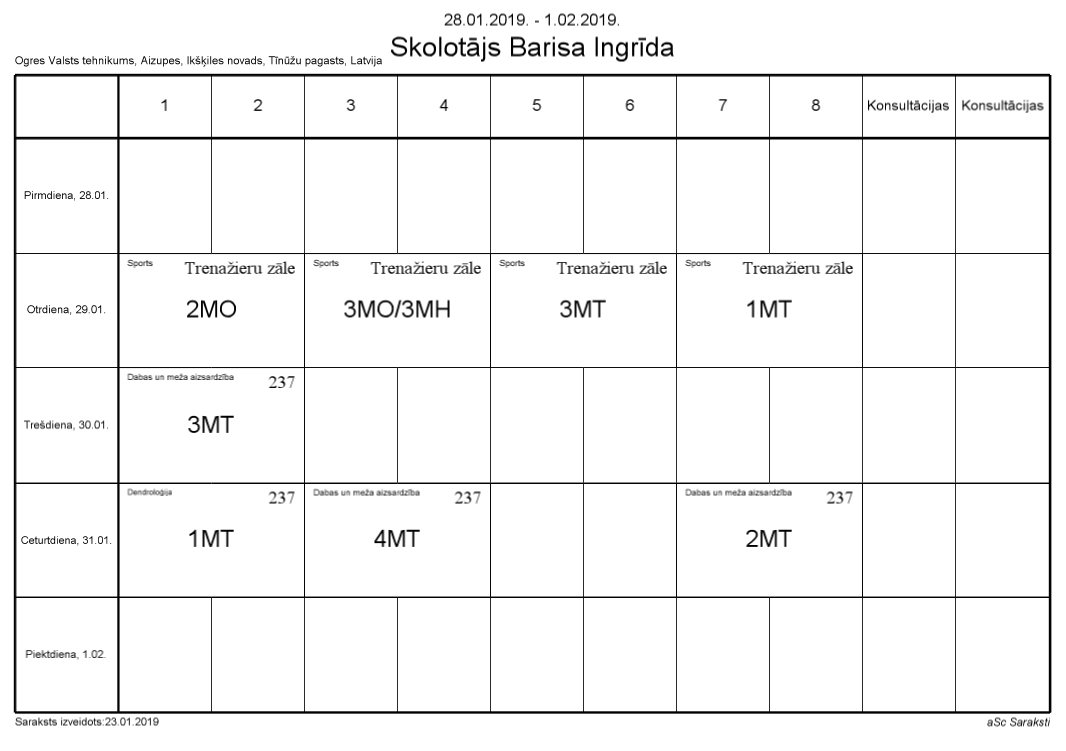 28.01.2019. - 1.02.2019.
Skolotājs Barisa Ingrīda
Ogres Valsts tehnikums, Aizupes, Ikšķiles novads, Tīnūžu pagasts, Latvija
1 2 3 4 5 6 7 8 Konsultācijas Konsultācijas
Pirmdiena, 28.01.
Sports Trenažieru zāle Sports Trenažieru zāle Sports Trenažieru zāle Sports Trenažieru zāle
Otrdiena, 29.01. 2MO 3MO/3MH 3MT 1MT
Dabas un meža aizsardzība 237
Trešdiena, 30.01. 3MT
Dendroloģija 237 Dabas un meža aizsardzība 237 Dabas un meža aizsardzība 237
Ceturtdiena, 31.01. 1MT 4MT 2MT
Piektdiena, 1.02.
Saraksts izveidots:23.01.2019 aSc Saraksti